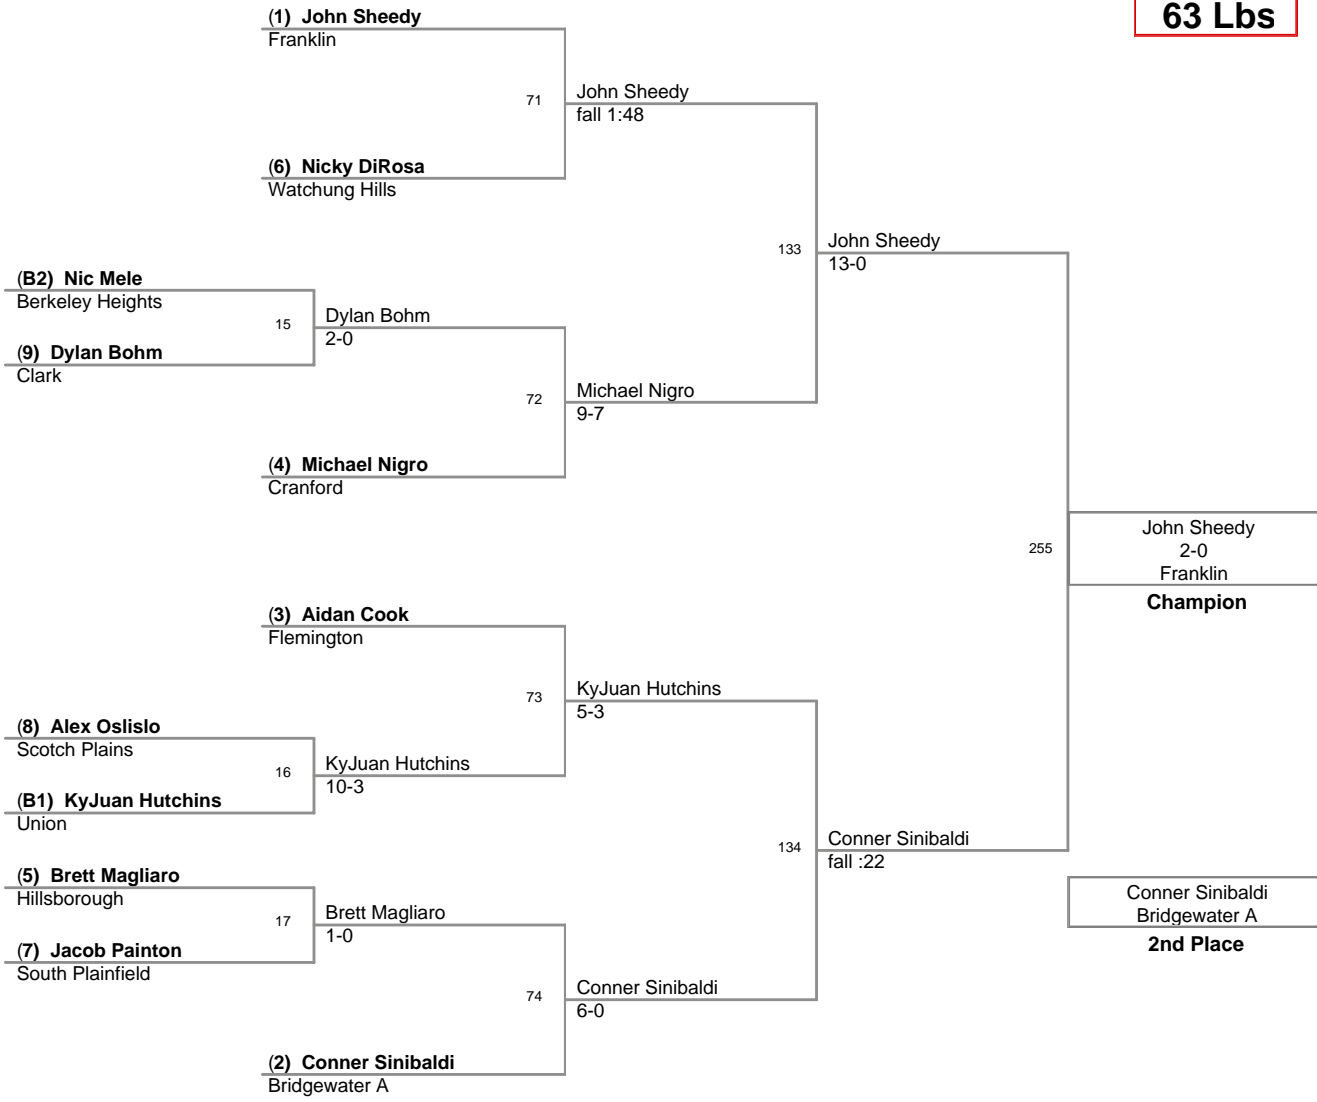 63 Lbs
(1) John Sheedy
Franklin
71
John Sheedy
fall 1:48
(6) Nicky DiRosa
Watchung Hills
133
John Sheedy
13-0
(B2) Nic Mele
Berkeley Heights
15
Dylan Bohm
2-0
(9) Dylan Bohm
Clark
72
Michael Nigro
9-7
(4) Michael Nigro
Cranford
255
John Sheedy
2-0
Franklin
Champion
(3) Aidan Cook
Flemington
73
KyJuan Hutchins
5-3
(8) Alex Oslislo
Scotch Plains
16
KyJuan Hutchins
10-3
(B1) KyJuan Hutchins
Union
134
Conner Sinibaldi
fall :22
(5) Brett Magliaro
Hillsborough
17
Brett Magliaro
1-0
(7) Jacob Painton
South Plainfield
74
Conner Sinibaldi
6-0
(2) Conner Sinibaldi
Bridgewater A
Conner Sinibaldi
Bridgewater A
2nd Place